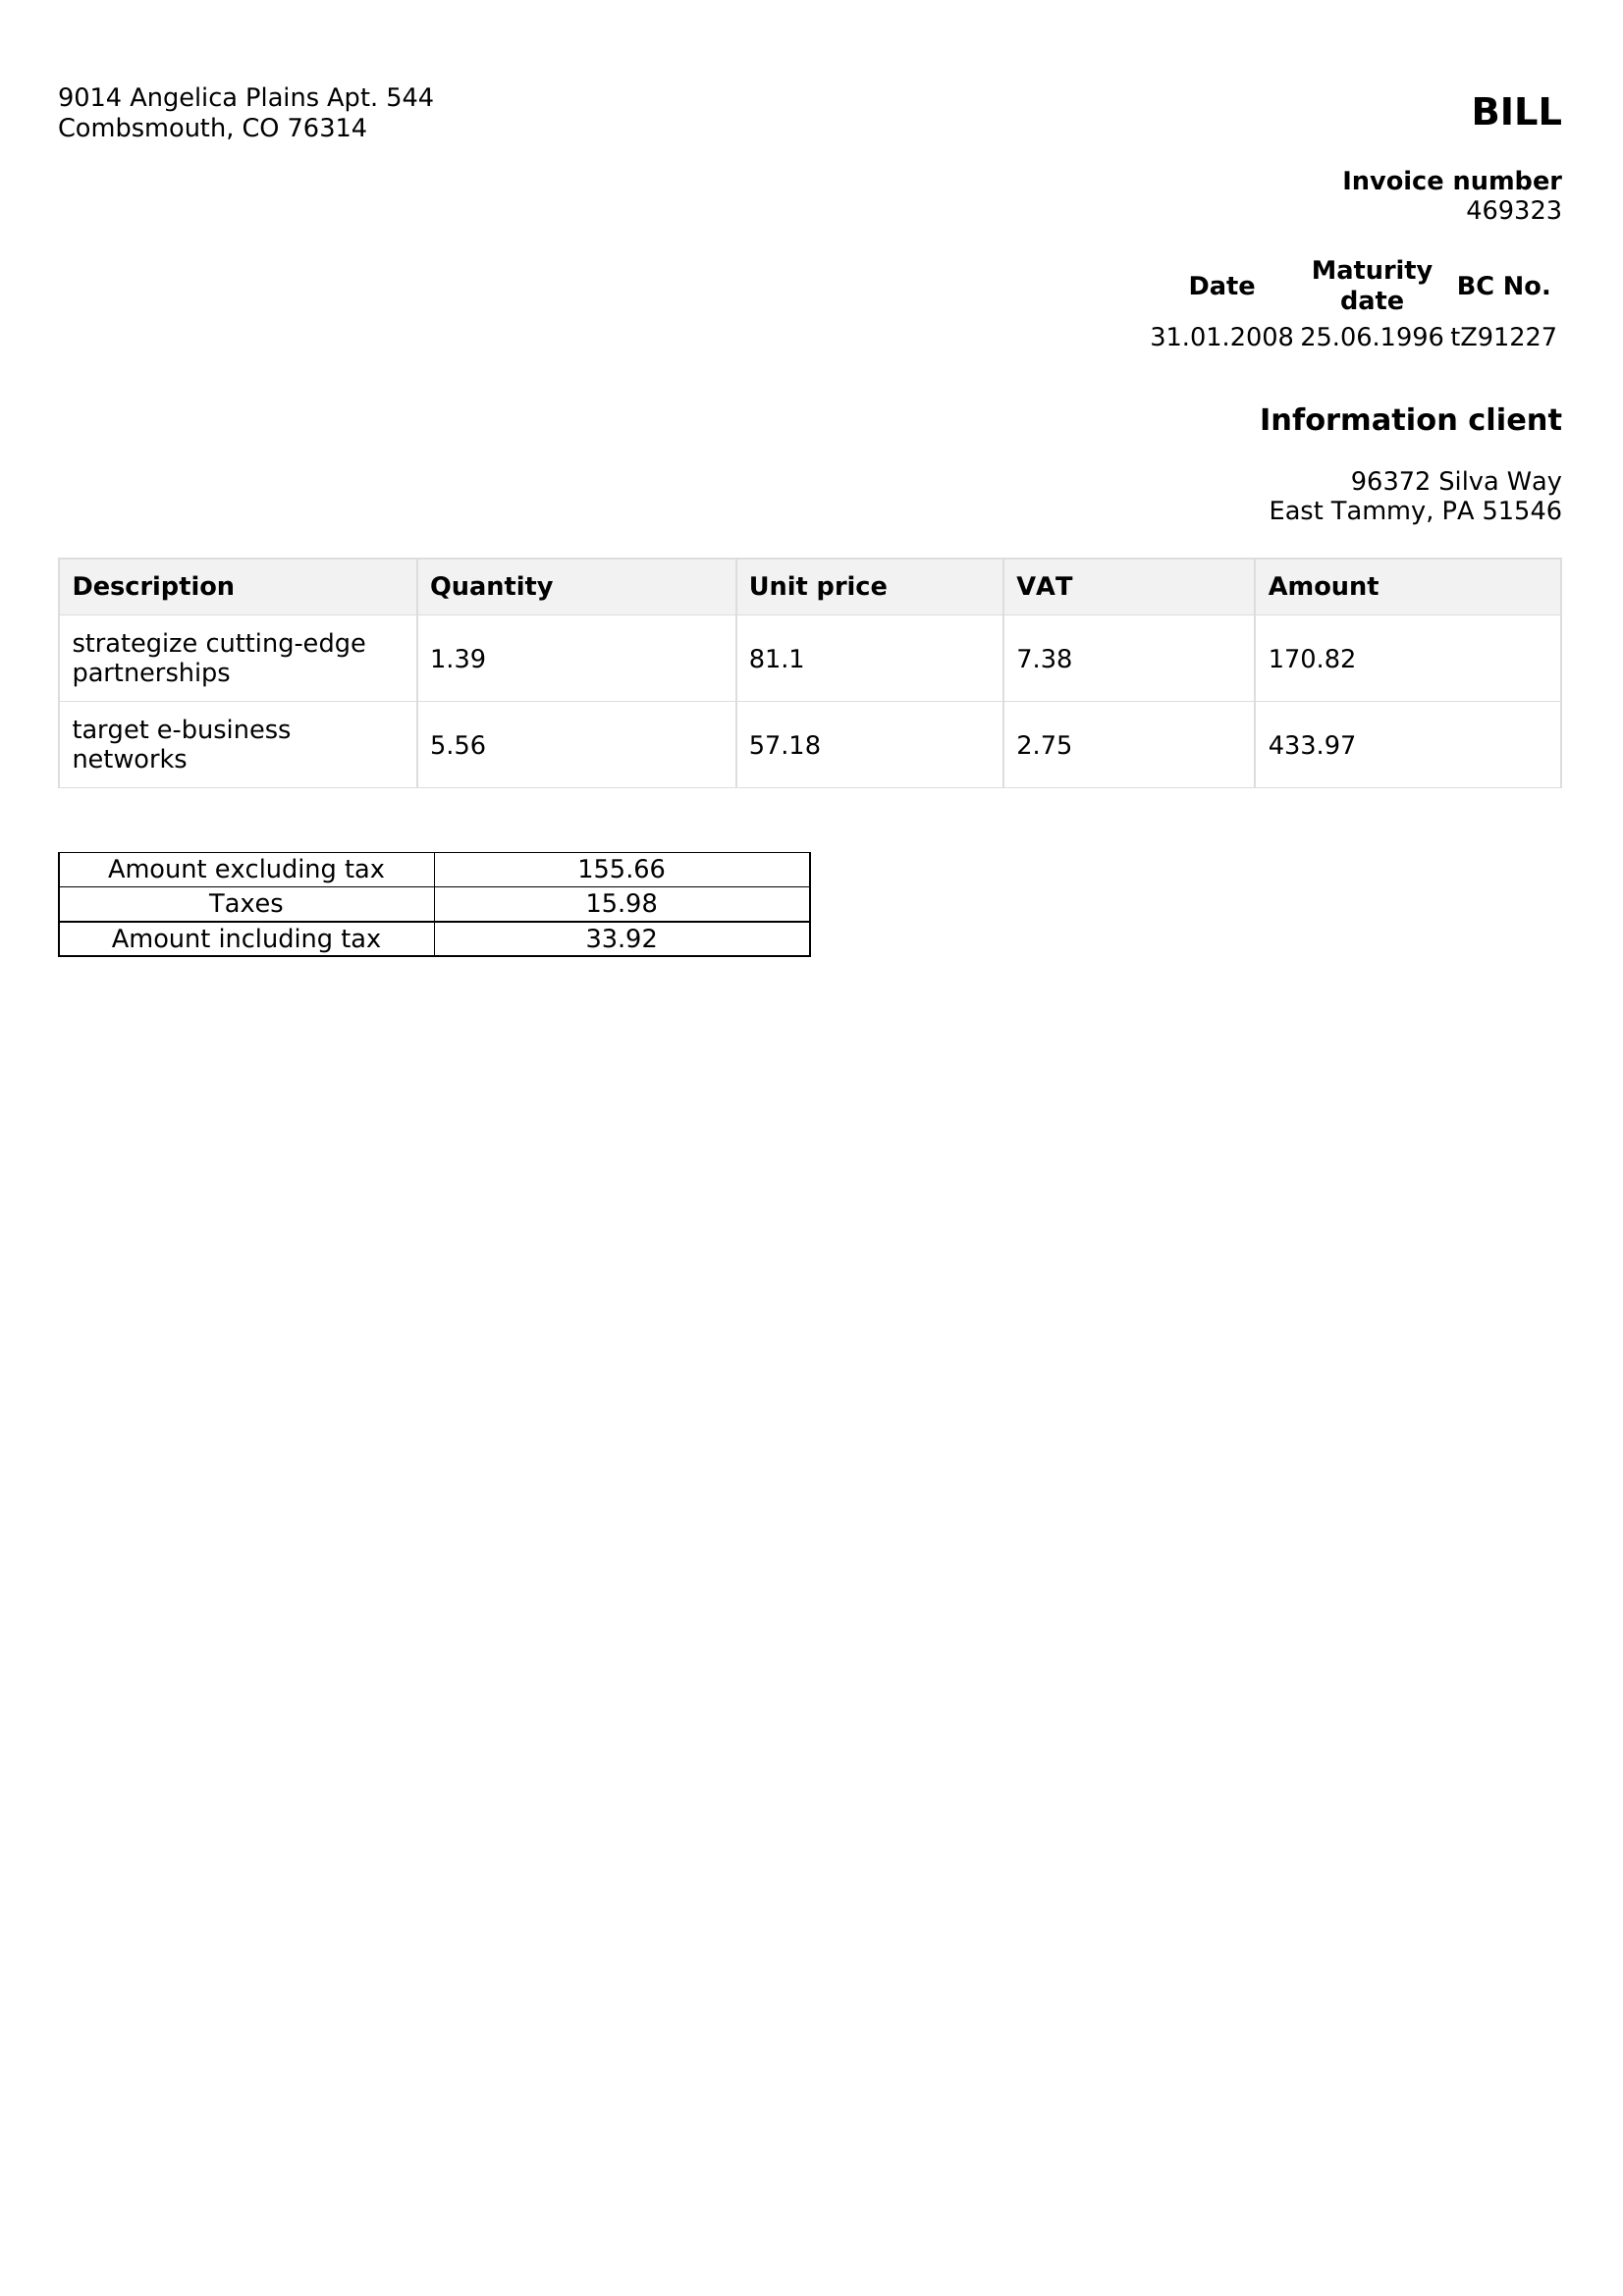 9014 Angelica Plains Apt. 544
Combsmouth, CO 76314
BILL
Invoice number
469323
Date Maturity date BC No.
31.01.2008 25.06.1996 tZ91227
Information client
96372 Silva Way
East Tammy, PA 51546
Description Quantity Unit price VAT Amount
strategize cutting-edge
partnerships 1.39 81.1 7.38 170.82
target e-business
networks 5.56 57.18 2.75 433.97
Amount excluding tax 155.66
Taxes 15.98
Amount including tax 33.92